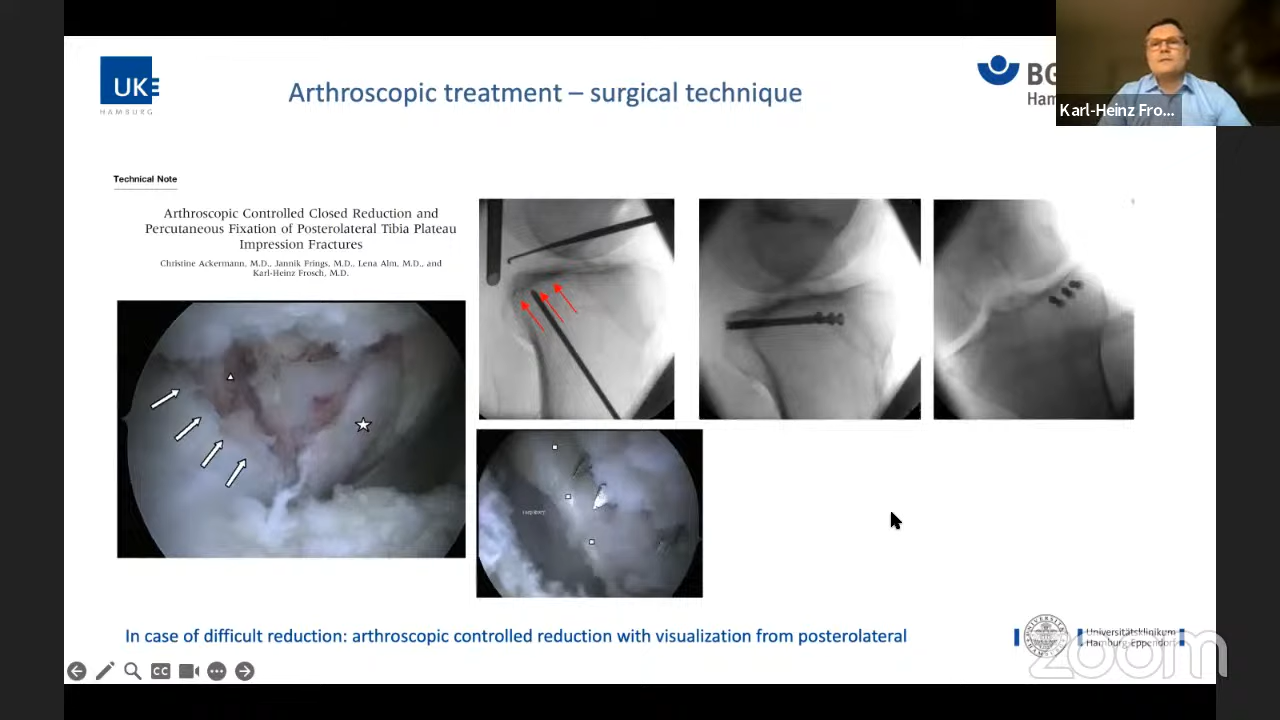 UKE
HAMBURG
Arthroscopic treatment – surgical technique
BG
Ham
Karl-Heinz Fro...
Technical Note
Arthroscopic Controlled Closed Reduction and
Percutaneous Fixation of Posterolateral Tibia Plateau
Impression Fractures
Christine Ackermann, M.D., Jannik Frings, M.D., Lena Alm, M.D., and
Karl-Heinz Frosch, M.D.
In case of difficult reduction: arthroscopic controlled reduction with visualization from posterolateral
Universitätsklinikum
Hamburg-Eppendorf
CC
zoom